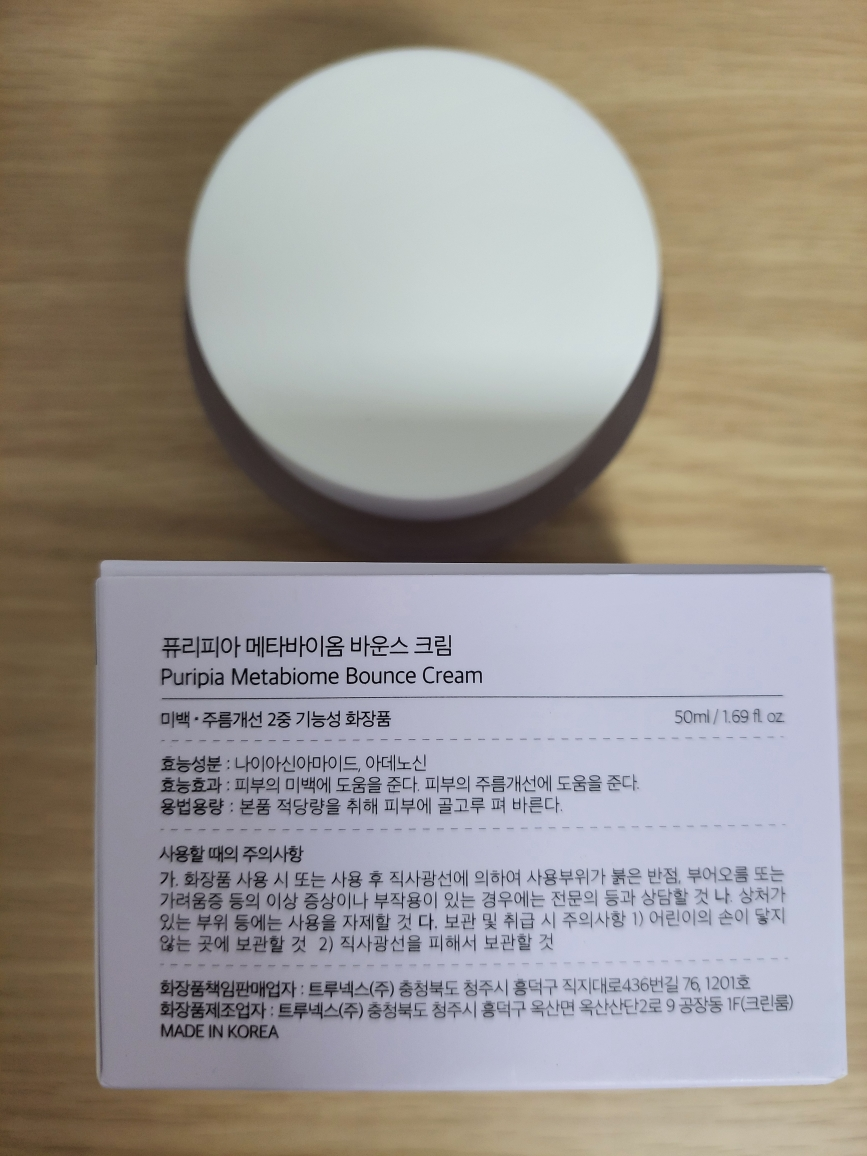 퓨리피아 메타바이옴 바운스 크림
Puripia Metabiome Bounce Cream
미백・주름개선 2중 기능성 화장품 50ml / 1.69 fl. oz
효능성분 : 나이아신아마이드, 아데노신
효능효과 : 피부의 미백에 도움을 준다. 피부의 주름개선에 도움을 준다.
용법용량 : 본품 적당량을 취해 피부에 골고루 펴 바른다.
사용할 때의 주의사항
가. 화장품 사용 시 또는 사용 후 직사광선에 의하여 사용부위가 붉은 반점, 부어오름 또는
가려움증 등의 이상 증상이나 부작용이 있는 경우에는 전문의 등과 상담할 것 나. 상처가
있는 부위 등에는 사용을 자제할 것 다. 보관 및 취급 시 주의사항 1) 어린이의 손이 닿지
않는 곳에 보관할 것 2) 직사광선을 피해서 보관할 것
화장품책임판매업자 : 트루넥스(주) 충청북도 청주시 흥덕구 직지대로436번길 76, 1201호
화장품제조업자 : 트루넥스(주) 충청북도 청주시 흥덕구 옥산면 옥산산단2로 9 공장동 1F(크린룸)
MADE IN KOREA